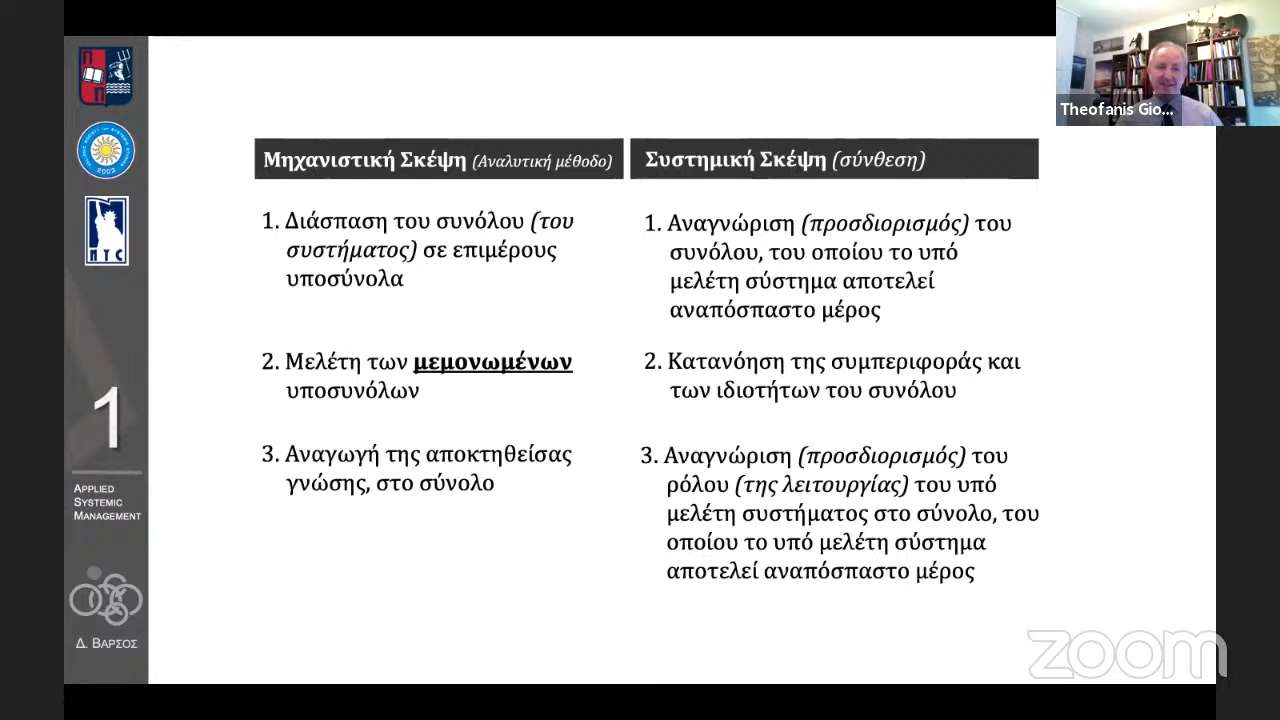 Theofanis Gio...
Μηχανιστική Σκέψη (Αναλυτική μέθοδο)
1. Διάσπαση του συνόλου (του
συστήματος) σε επιμέρους
υποσύνολα
2. Μελέτη των μεμονωμένων
υποσυνόλων
3. Αναγωγή της αποκτηθείσας
γνώσης, στο σύνολο
Συστημική Σκέψη (σύνθεση)
1. Αναγνώριση (προσδιορισμός) του
συνόλου, του οποίου το υπό
μελέτη σύστημα αποτελεί
αναπόσπαστο μέρος
2. Κατανόηση της συμπεριφοράς και
των ιδιοτήτων του συνόλου
3. Αναγνώριση (προσδιορισμός) του
ρόλου (της λειτουργίας) του υπό
μελέτη συστήματος στο σύνολο, του
οποίου το υπό μελέτη σύστημα
αποτελεί αναπόσπαστο μέρος
2003
NYC
1
APPLIED
SYSTEMIC
MANAGEMENT
Δ. ΒΑΡΣΟΣ
zoom